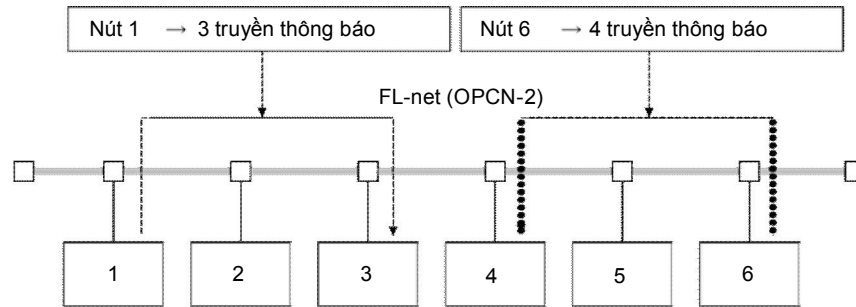 Nút 1 → 3 truyền thông báo
Nút 6 → 4 truyền thông báo
FL-net (OPCN-2)
1
2
3
4
5
6